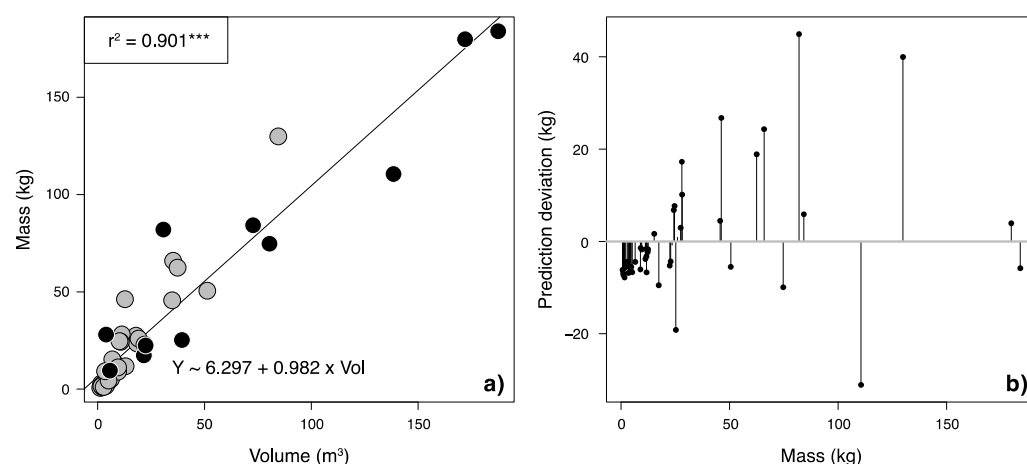 r² = 0.901***
Mass (kg)
150
100
50
0
Y ~ 6.297 + 0.982 x Vol
a)
0
50
100
150
Volume (m³)
Prediction deviation (kg)
40
20
0
−20
b)
0
50
100
150
Mass (kg)